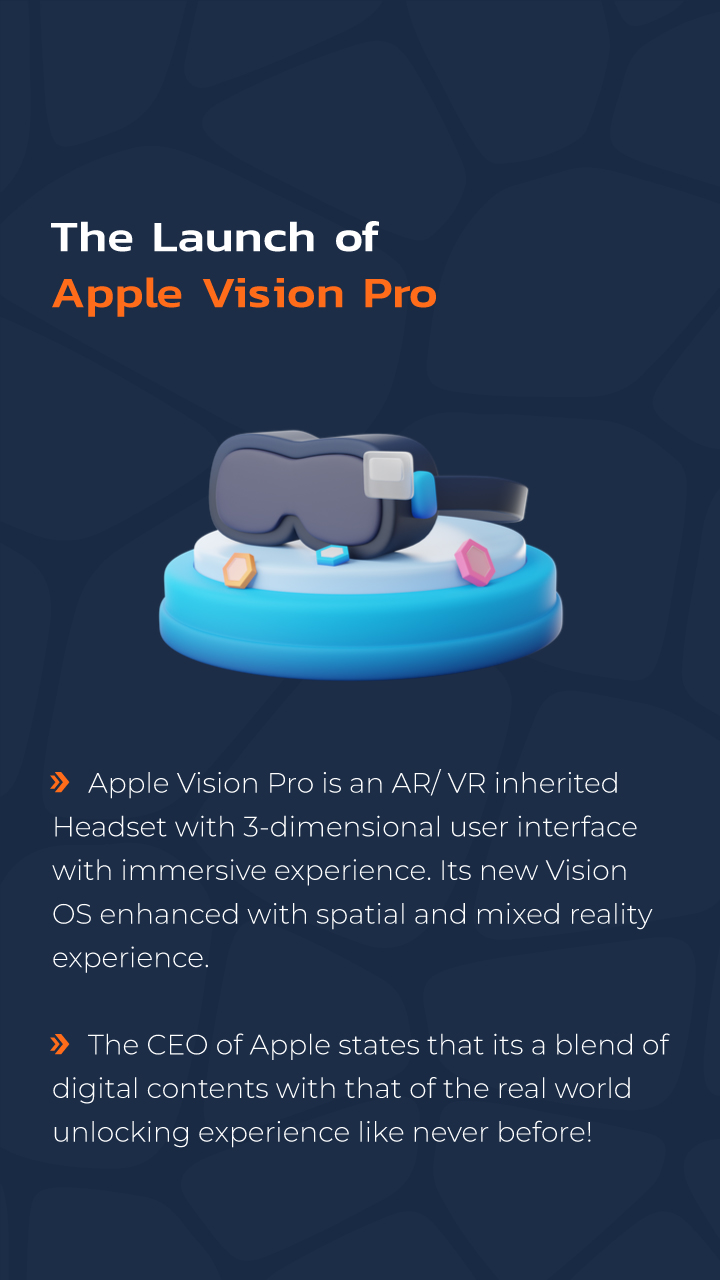 The Launch of
Apple Vision Pro
Apple Vision Pro is an AR/ VR inherited
Headset with 3-dimensional user interface
with immersive experience. Its new Vision
OS enhanced with spatial and mixed reality
experience.
The CEO of Apple states that its a blend of
digital contents with that of the real world
unlocking experience like never before!